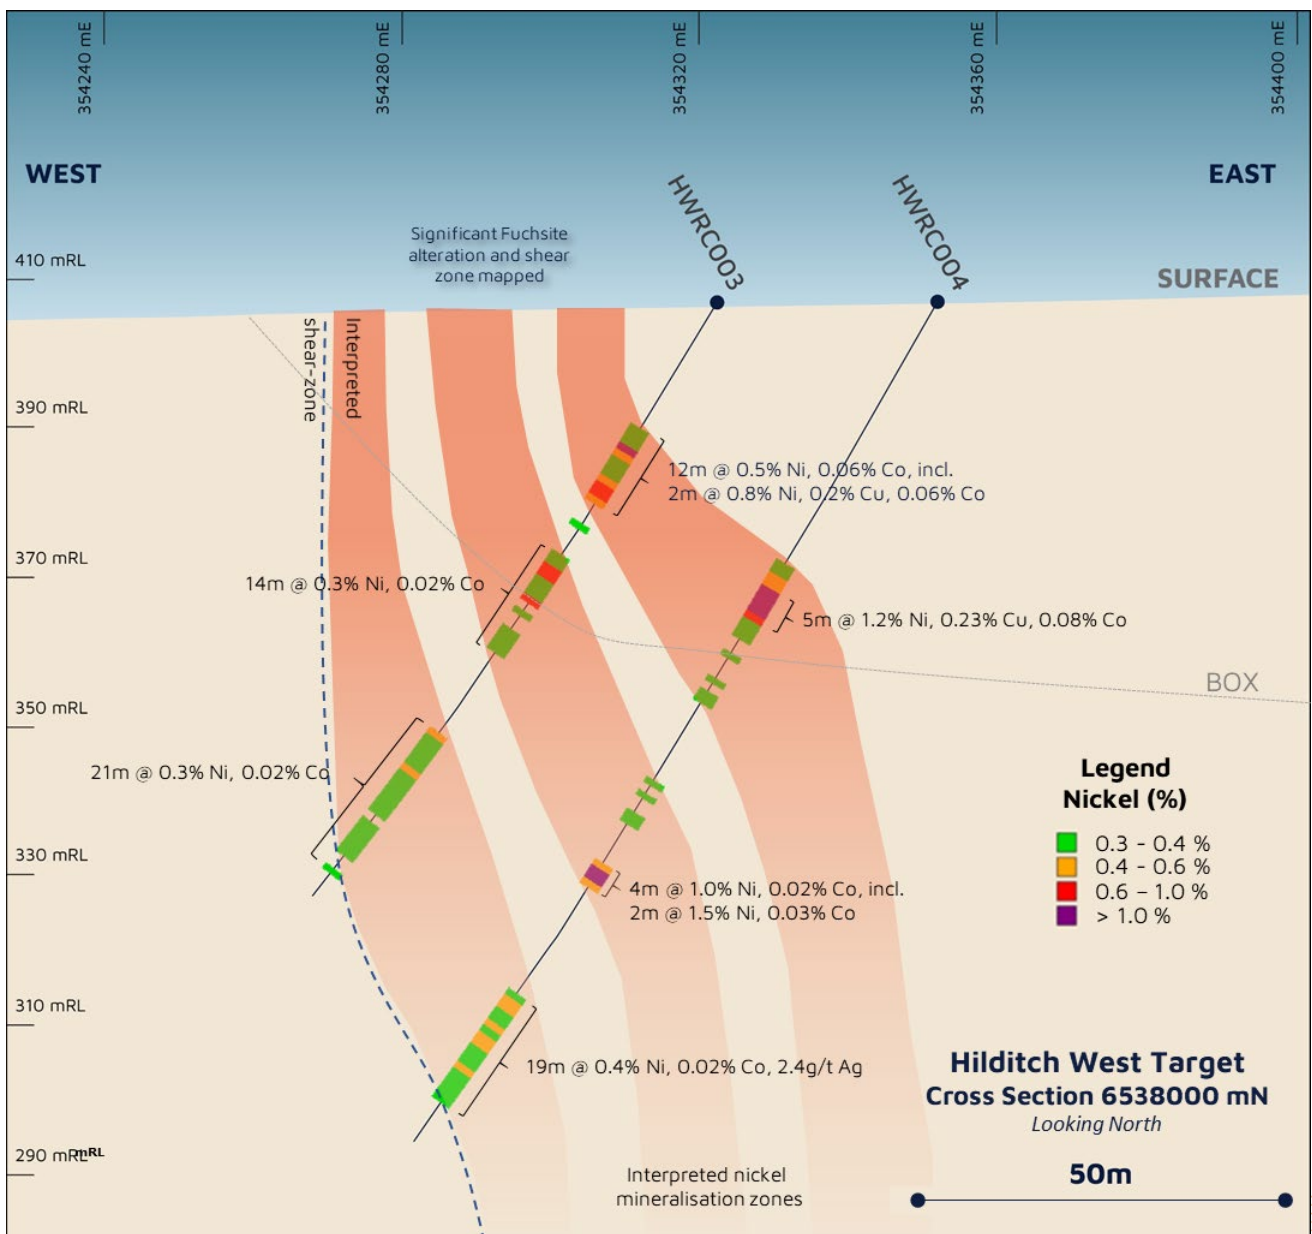 354240 mE
354280 mE
354320 mE
354360 mE
354400 mE
WEST
EAST
HWRC003
HWRC004
Significant Fuchsite
alteration and shear
zone mapped
410 mRL
SURFACE
Interpreted
shear-zone
390 mRL
12m @ 0.5% Ni, 0.06% Co, incl.
2m @ 0.8% Ni, 0.2% Cu, 0.06% Co
370 mRL
14m @ 0.3% Ni, 0.02% Co
5m @ 1.2% Ni, 0.23% Cu, 0.08% Co
BOX
350 mRL
21m @ 0.3% Ni, 0.02% Co
Legend
Nickel (%)
0.3 - 0.4 %
0.4 - 0.6 %
0.6 – 1.0 %
> 1.0 %
330 mRL
4m @ 1.0% Ni, 0.02% Co, incl.
2m @ 1.5% Ni, 0.03% Co
310 mRL
19m @ 0.4% Ni, 0.02% Co, 2.4g/t Ag
Hilditch West Target
Cross Section 6538000 mN
Looking North
290 mRL mRL
Interpreted nickel
mineralisation zones
50m